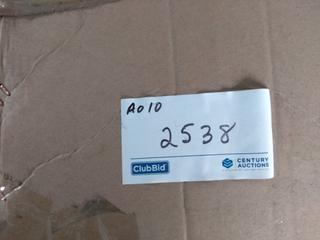 A010
2538
ClubBid
CENTURY
AUCTIONS